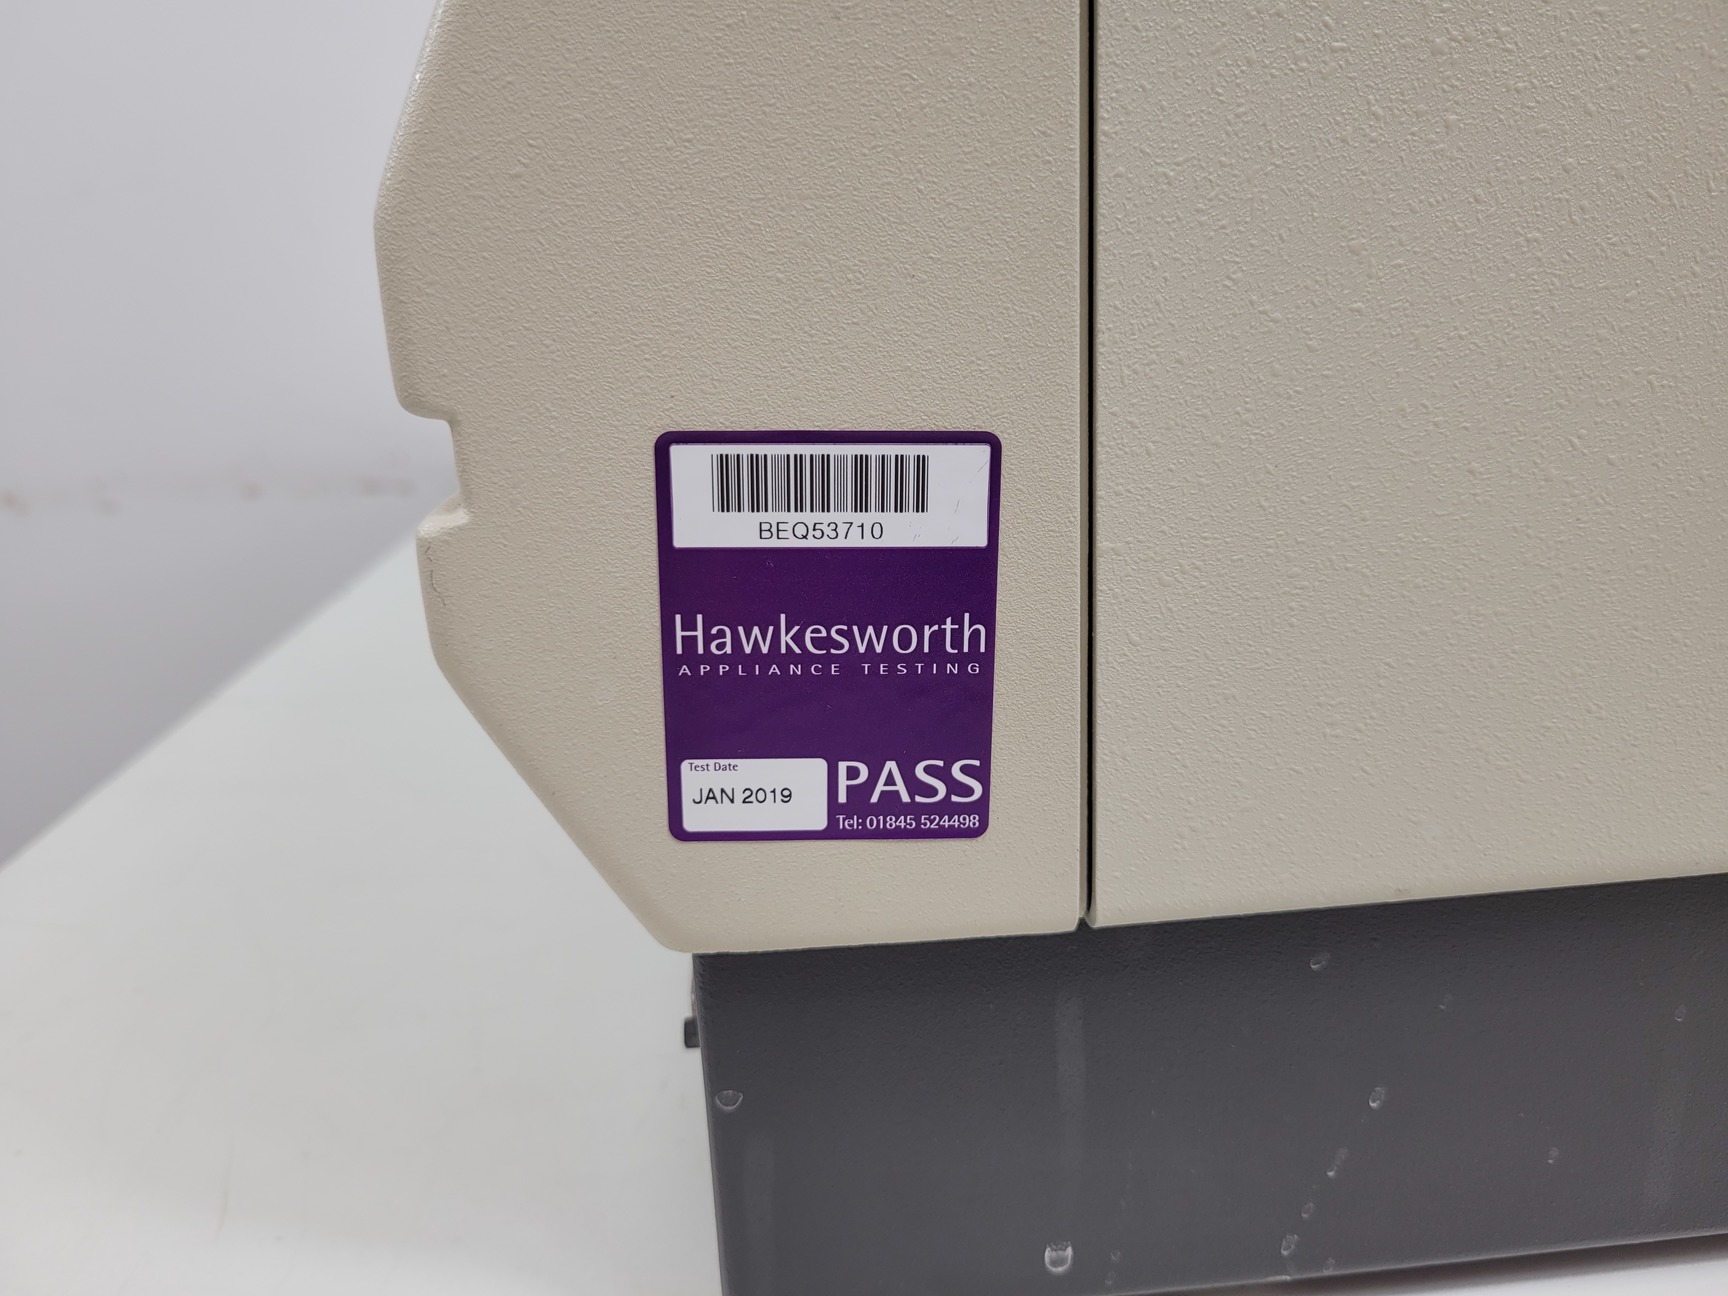 BEQ53710
Hawkesworth
APPLIANCE TESTING
Test Date
JAN 2019
PASS
Tel: 01845 524498